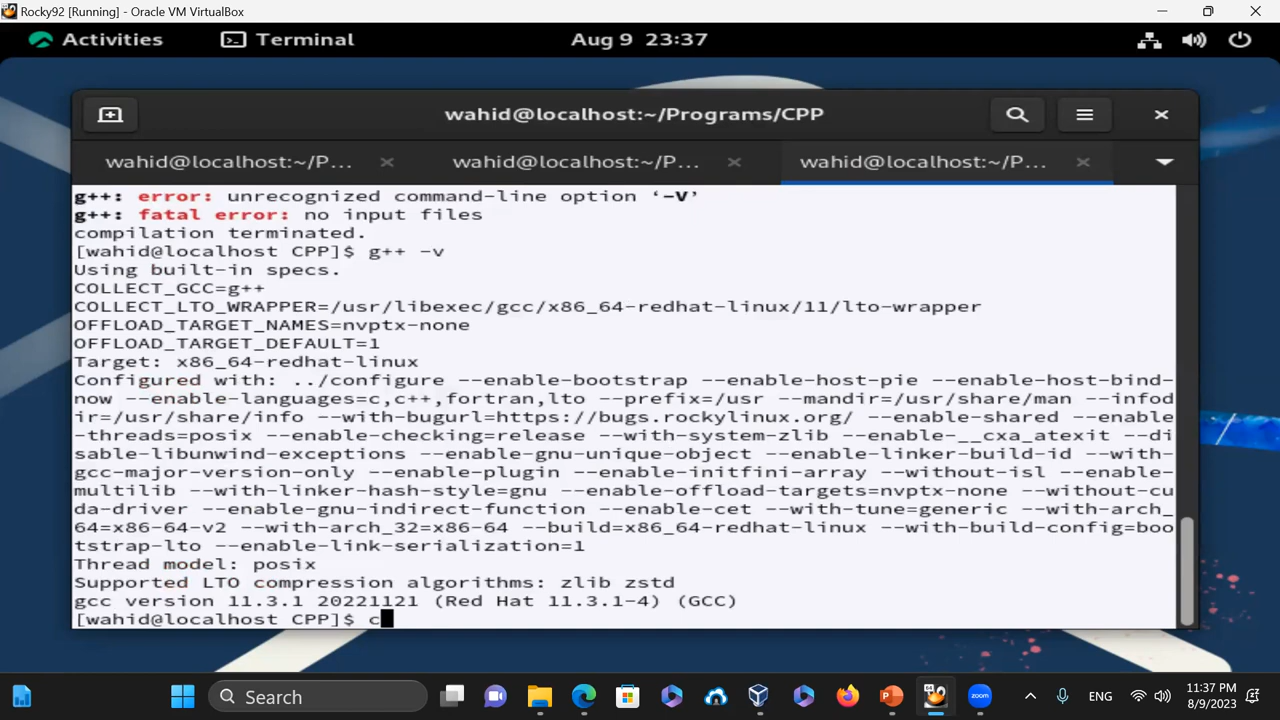 Rocky92 [Running] - Oracle VM VirtualBox
Activities Terminal Aug 9 23:37
wahid@localhost:~/Programs/CPP
wahid@localhost:~/P... wahid@localhost:~/P... wahid@localhost:~/P...
g++: error: unrecognized command-line option ‘-V’
g++: fatal error: no input files
compilation terminated.
[wahid@localhost CPP]$ g++ -v
Using built-in specs.
COLLECT_GCC=g++
COLLECT_LTO_WRAPPER=/usr/libexec/gcc/x86_64-redhat-linux/11/lto-wrapper
OFFLOAD_TARGET_NAMES=nvptx-none
OFFLOAD_TARGET_DEFAULT=1
Target: x86_64-redhat-linux
Configured with: ../configure --enable-bootstrap --enable-host-pie --enable-host-bind-
now --enable-languages=c,c++,fortran,lto --prefix=/usr --mandir=/usr/share/man --infod
ir=/usr/share/info --with-bugurl=https://bugs.rockylinux.org/ --enable-shared --enable
-threads=posix --enable-checking=release --with-system-zlib --enable-__cxa_atexit --di
sable-libunwind-exceptions --enable-gnu-unique-object --enable-linker-build-id --with-
gcc-major-version-only --enable-plugin --enable-initfini-array --without-isl --enable-
multilib --with-linker-hash-style=gnu --enable-offload-targets=nvptx-none --without-cu
da-driver --enable-gnu-indirect-function --enable-cet --with-tune=generic --with-arch_
64=x86-64-v2 --with-arch_32=x86-64 --build=x86_64-redhat-linux --with-build-config=boo
tstrap-lto --enable-link-serialization=1
Thread model: posix
Supported LTO compression algorithms: zlib zstd
gcc version 11.3.1 20221121 (Red Hat 11.3.1-4) (GCC)
[wahid@localhost CPP]$ c
Search zoom ENG 11:37 PM
8/9/2023